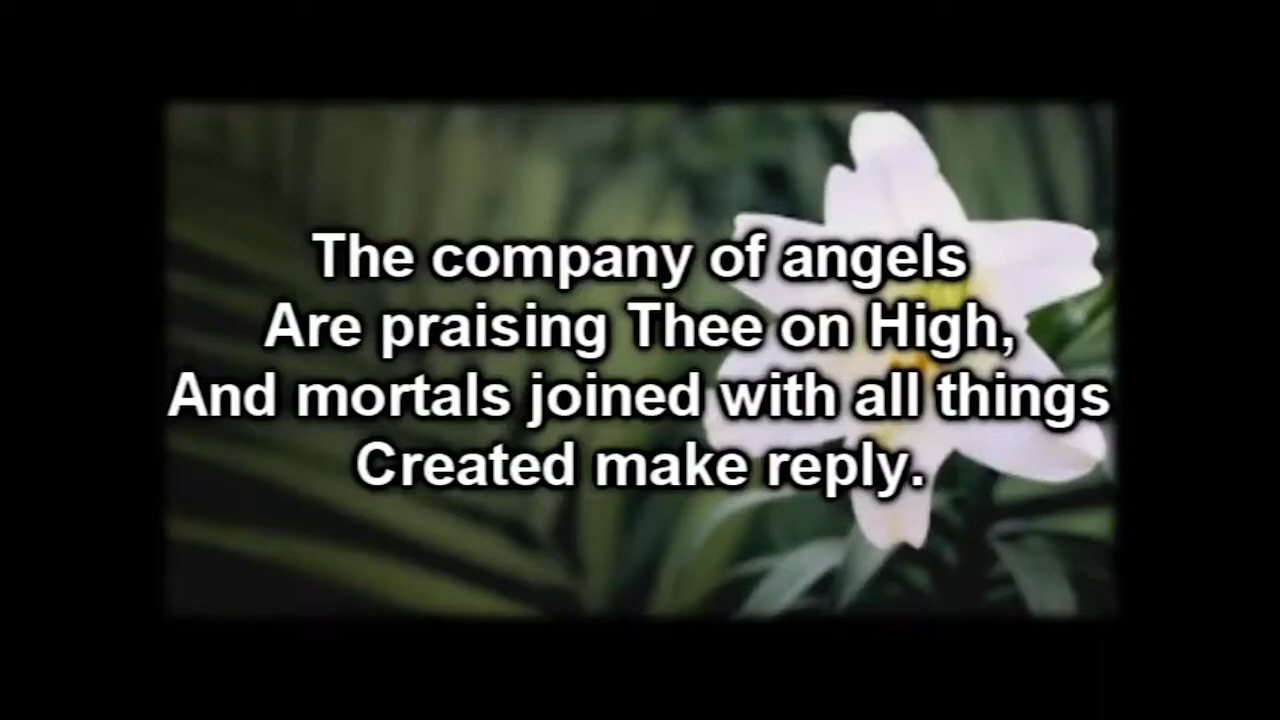 The company of angels
Are praising Thee on High,
And mortals joined with all things
Created make reply.